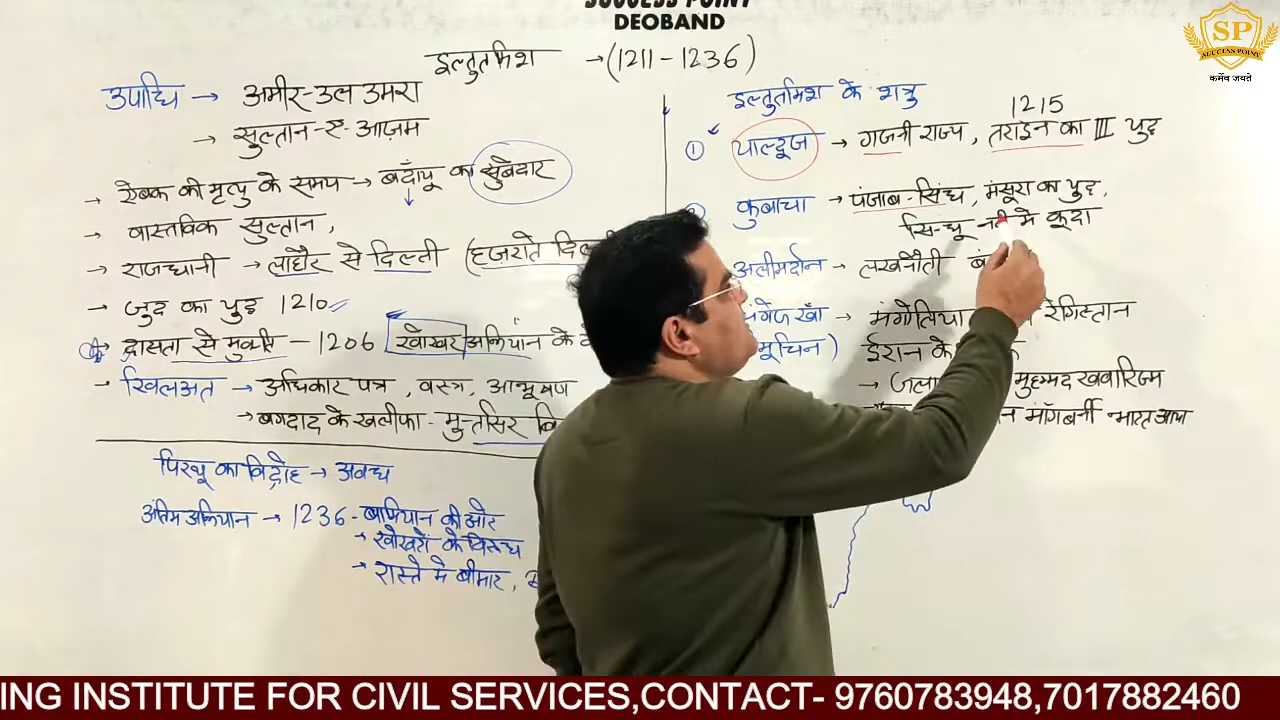 SUCCESS POINT
DEOBAND
SP
SUCCESS POINT
कर्मेव जयते
इल्तुतमिश →(1211-1236)
उपाधि → अमीर-उल उमरा
→ सुल्तान-ए-आज़म
→ ऐबक की मृत्यु के समय → बदाँयू का सुबेदार
→ वास्तविक सुल्तान,
→ राजधानी → लाहौर से दिल्ली (हजराते
→ जुद का युद्ध 1210
→ दासता से मुक्ति - 1206 खोखर अभियान के
- खिलअत → अधिकार पत्र, वस्त्र, आभूषण
→ बगदाद के खलीफा - मुन्तसिर
पिरथू का विद्रोह → अवध
अंतिम अभियान → 1236 - बामियान की ओर
→ खोखरो के विरुध
→ रास्ते मे बीमार,
इल्तुतमिश के शत्रु
1215
① याल्दूज → गजनी राज्य, तराइन का III युद्ध
कुबाचा → पंजाब-सिंध, मंसूरा का युद्ध,
सिन्धू मे कूदा
अलीमर्दान → लखनौती
चंगेज खाँ → मंगोलिया रेगिस्तान
मूचिन) ईरान के
→ मुहम्मद ख्वारिज्म
मॉगबर्नी भारत आया
ING INSTITUTE FOR CIVIL SERVICES,CONTACT- 9760783948,7017882460